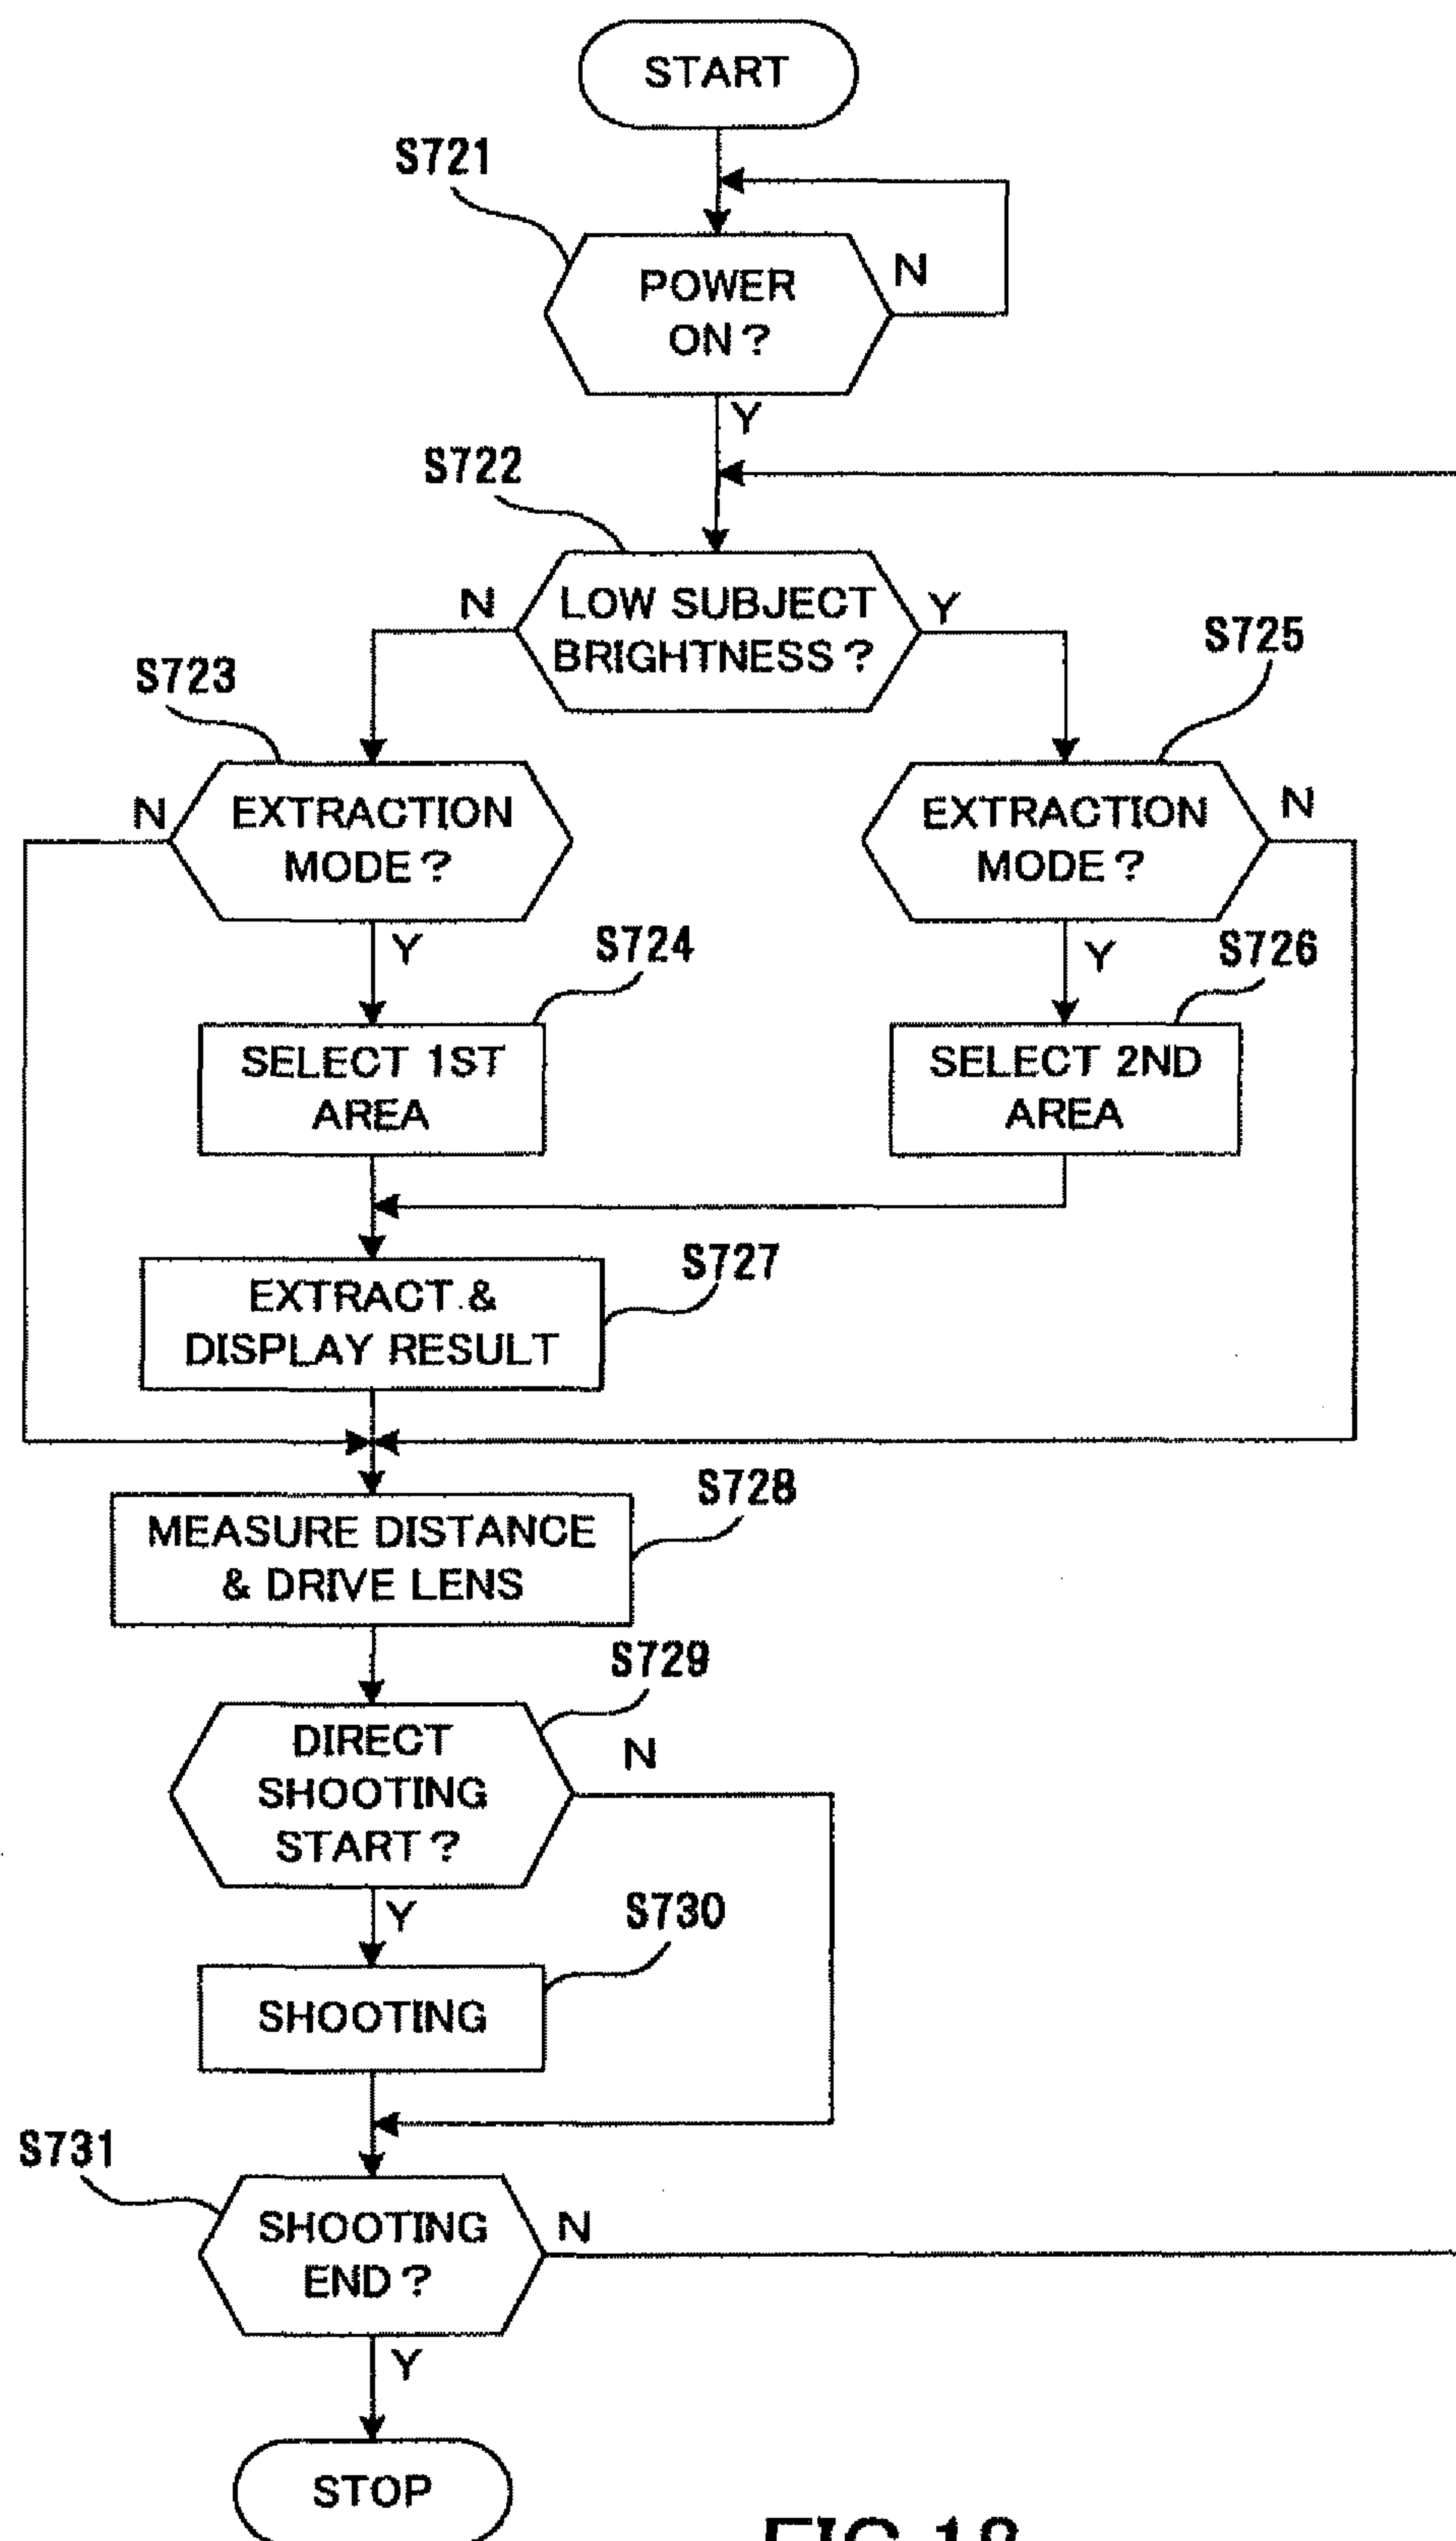 START
S721
POWER
ON?
N
Y
S722
N
LOW SUBJECT
BRIGHTNESS?
Y
S723
S725
N
EXTRACTION
MODE?
EXTRACTION
MODE?
N
Y
S724
Y
S726
SELECT 1ST
AREA
SELECT 2ND
AREA
S727
EXTRACT &
DISPLAY RESULT
S728
MEASURE DISTANCE
& DRIVE LENS
S729
DIRECT
SHOOTING
START?
N
Y
S730
SHOOTING
S731
SHOOTING
END?
N
Y
STOP